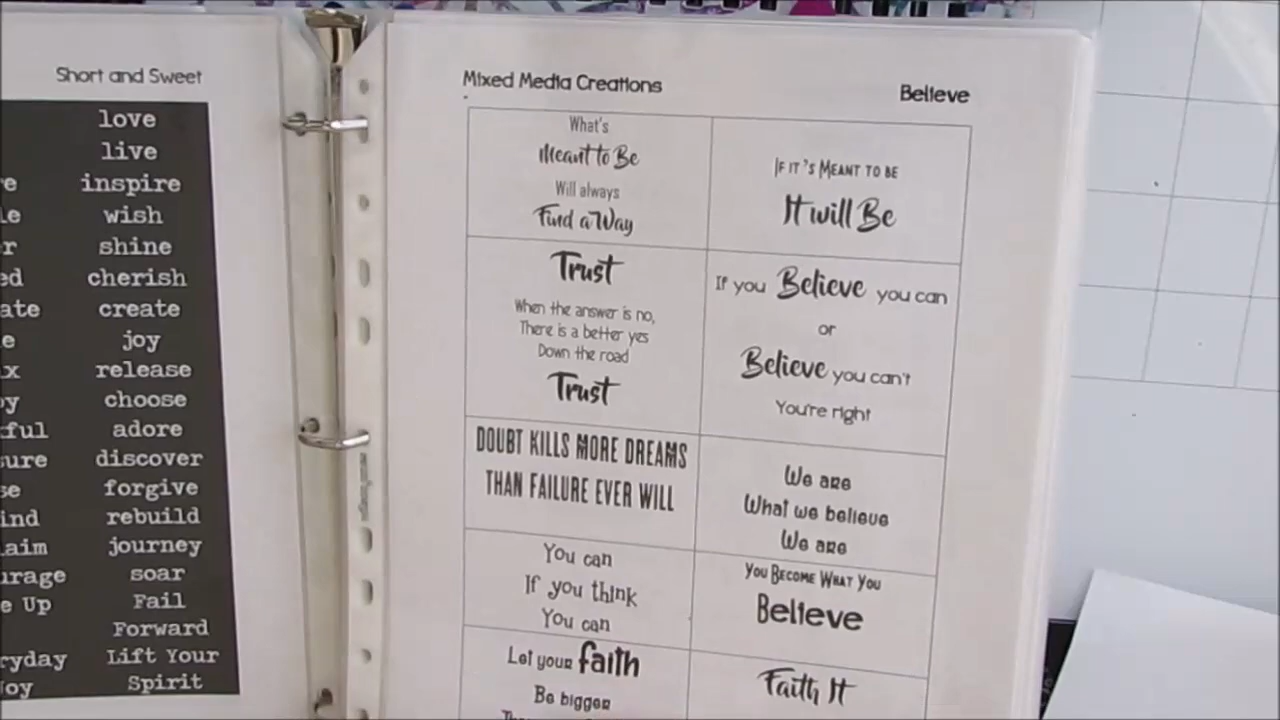 Short and Sweet
love
live
inspire
wish
shine
cherish
create
joy
release
choose
adore
discover
forgive
rebuild
journey
soar
Fail
Forward
Lift Your
Spirit
Mixed Media Creations
Believe
What's
Meant to Be
Will always
Find a Way
If it's Meant to be
It will Be
Trust
When the answer is no,
There is a better yes
Down the road
Trust
If you Believe you can
or
Believe you can't
You're right
DOUBT KILLS MORE DREAMS
THAN FAILURE EVER WILL
We are
What we believe
We are
You can
If you think
You can
You Become What You
Believe
Let your faith
Be bigger
Faith It